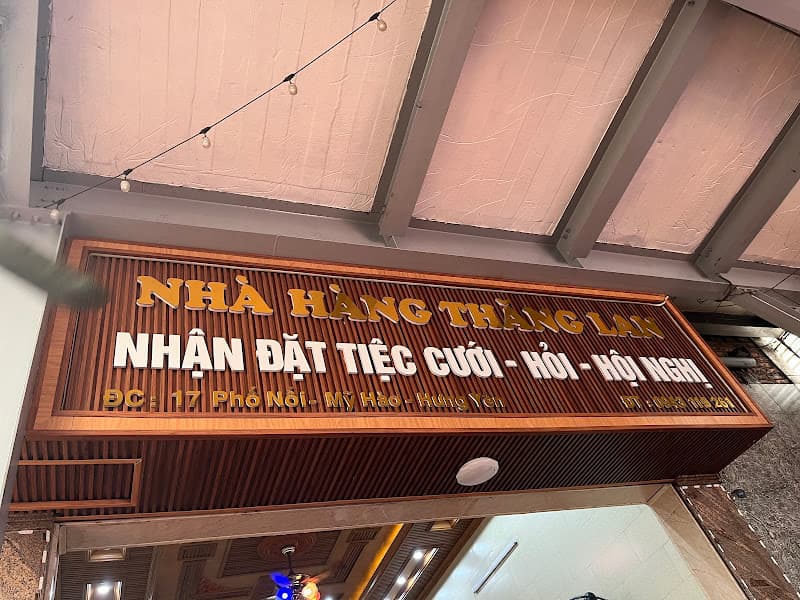 NHÀ HÀNG THẮNG LAN
NHẬN ĐẶT TIỆC CƯỚI - HỎI - HỘI NGHỊ
ĐC : 17 Phố Nối - Mỹ Hào - Hưng Yên
ĐT :